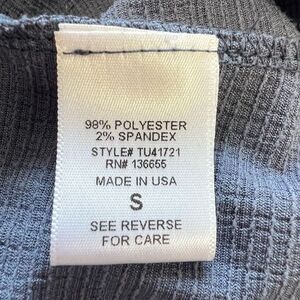 98% POLYESTER
2% SPANDEX
STYLE# TU41721
RN# 136655
MADE IN USA
S
SEE REVERSE
FOR CARE